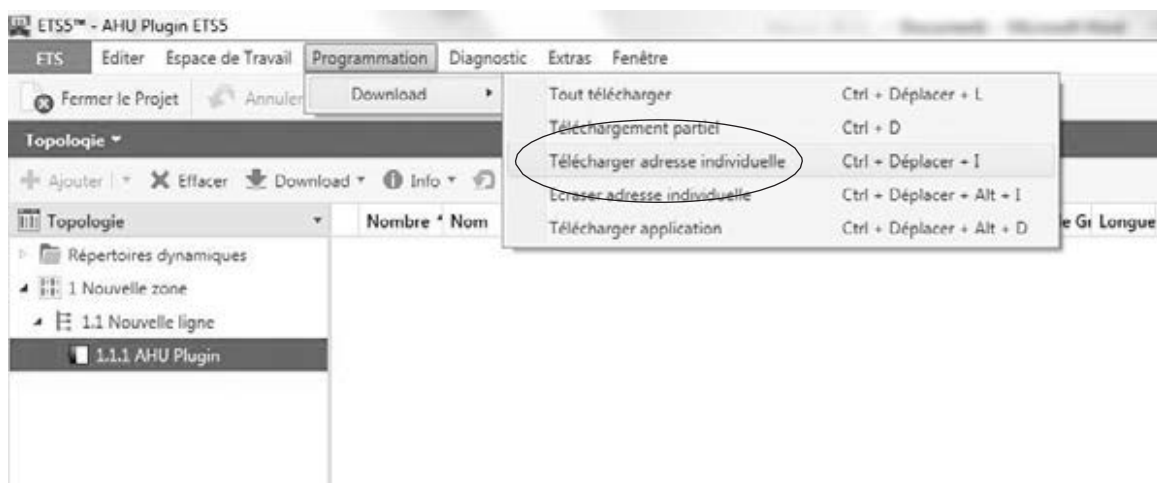 ETS5™ - AHU Plugin ETS5
ETS Editer Espace de Travail Programmation Diagnostic Extras Fenêtre
Fermer le Projet Annuler
Download
Tout télécharger Ctrl + Déplacer + L
Téléchargement partiel Ctrl + D
Télécharger adresse individuelle Ctrl + Déplacer + I
Ecraser adresse individuelle Ctrl + Déplacer + Alt + I
Télécharger application Ctrl + Déplacer + Alt + D
Topologie
Ajouter Effacer Download Info
Topologie
Nombre Nom
Longue
Répertoires dynamiques
1 Nouvelle zone
1.1 Nouvelle ligne
1.1.1 AHU Plugin